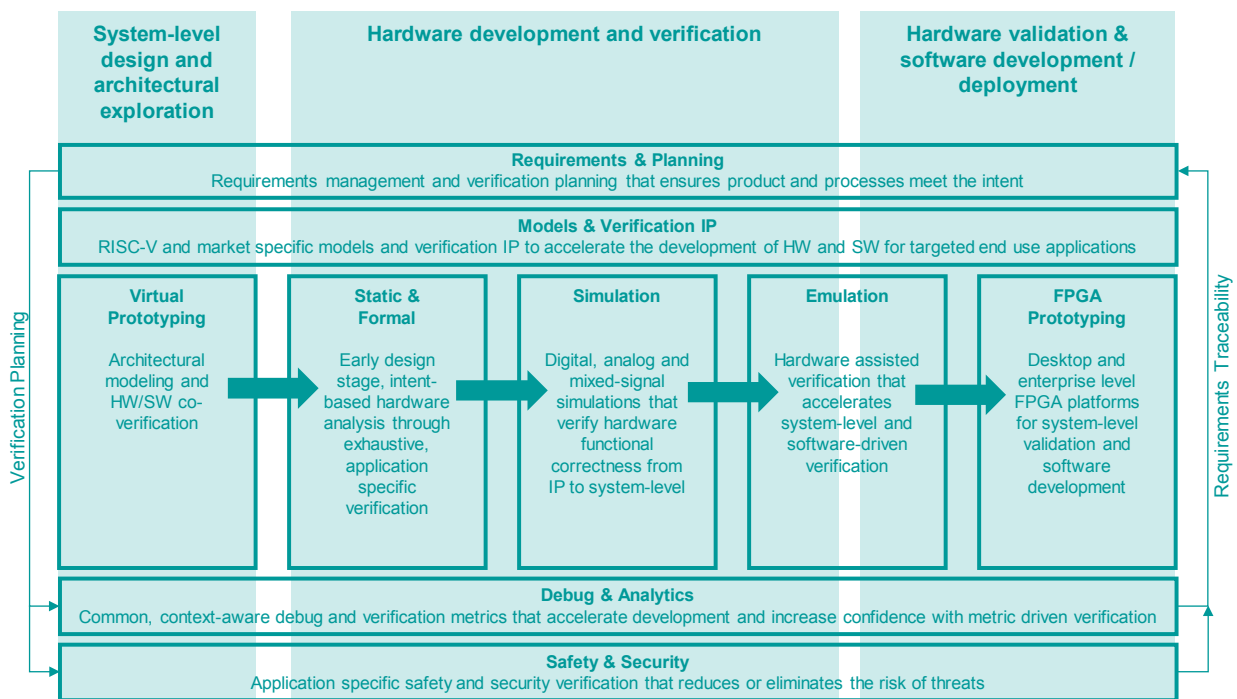 System-level
design and
architectural
exploration
Hardware development and verification
Hardware validation &
software development /
deployment
Requirements & Planning
Requirements management and verification planning that ensures product and processes meet the intent
Models & Verification IP
RISC-V and market specific models and verification IP to accelerate the development of HW and SW for targeted end use applications
Verification Planning
Virtual
Prototyping
Architectural
modeling and
HW/SW co-
verification
Static &
Formal
Early design
stage, intent-
based hardware
analysis through
exhaustive,
application
specific
verification
Simulation
Digital, analog and
mixed-signal
simulations that
verify hardware
functional
correctness from
IP to system-level
Emulation
Hardware assisted
verification that
accelerates
system-level and
software-driven
verification
FPGA
Prototyping
Desktop and
enterprise level
FPGA platforms
for system-level
validation and
software
development
Requirements Traceability
Debug & Analytics
Common, context-aware debug and verification metrics that accelerate development and increase confidence with metric driven verification
Safety & Security
Application specific safety and security verification that reduces or eliminates the risk of threats